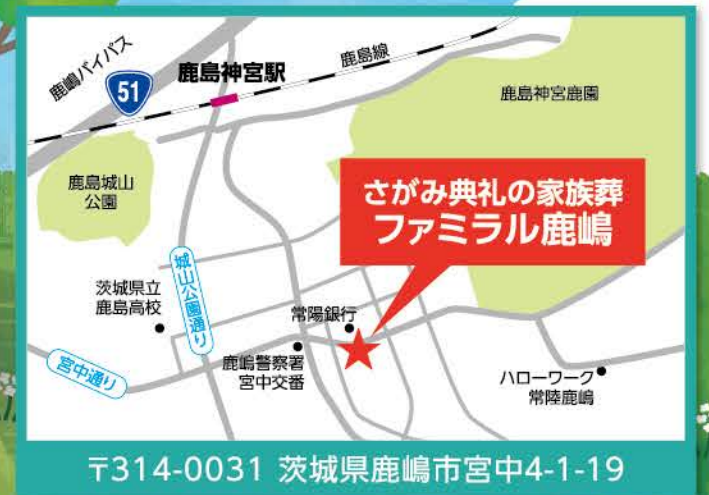 鹿嶋バイパス
51
鹿島神宮駅
鹿島線
鹿島神宮鹿園
鹿島城山
公園
さがみ典礼の家族葬
ファミラル鹿嶋
茨城県立
鹿島高校
城山公園通り
常陽銀行
宮中通り
鹿嶋警察署
宮中交番
ハローワーク
常陸鹿嶋
〒314-0031 茨城県鹿嶋市宮中4-1-19